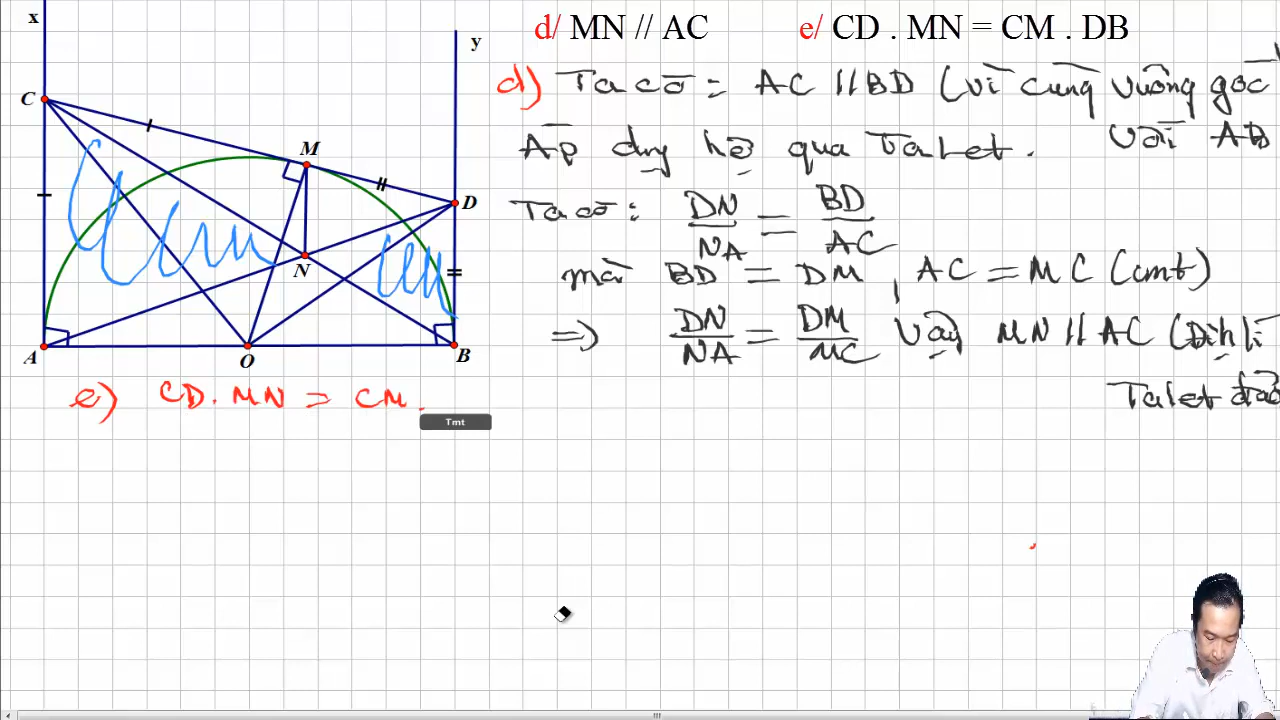 d/ MN // AC e/ CD . MN = CM . DB
x
y
C
M
D
N
A
O
B
d) Ta có : AC // BD (vì cùng vuông góc
với AB
Áp dụng hệ qua TaLet .
Ta có : DN/NA = BD/AC
mà BD = DM , AC = MC (cmt)
=> DN/NA = DM/MC Vậy MN // AC (Định lí
Talet đảo
e) CD . MN = CM .
Tmt